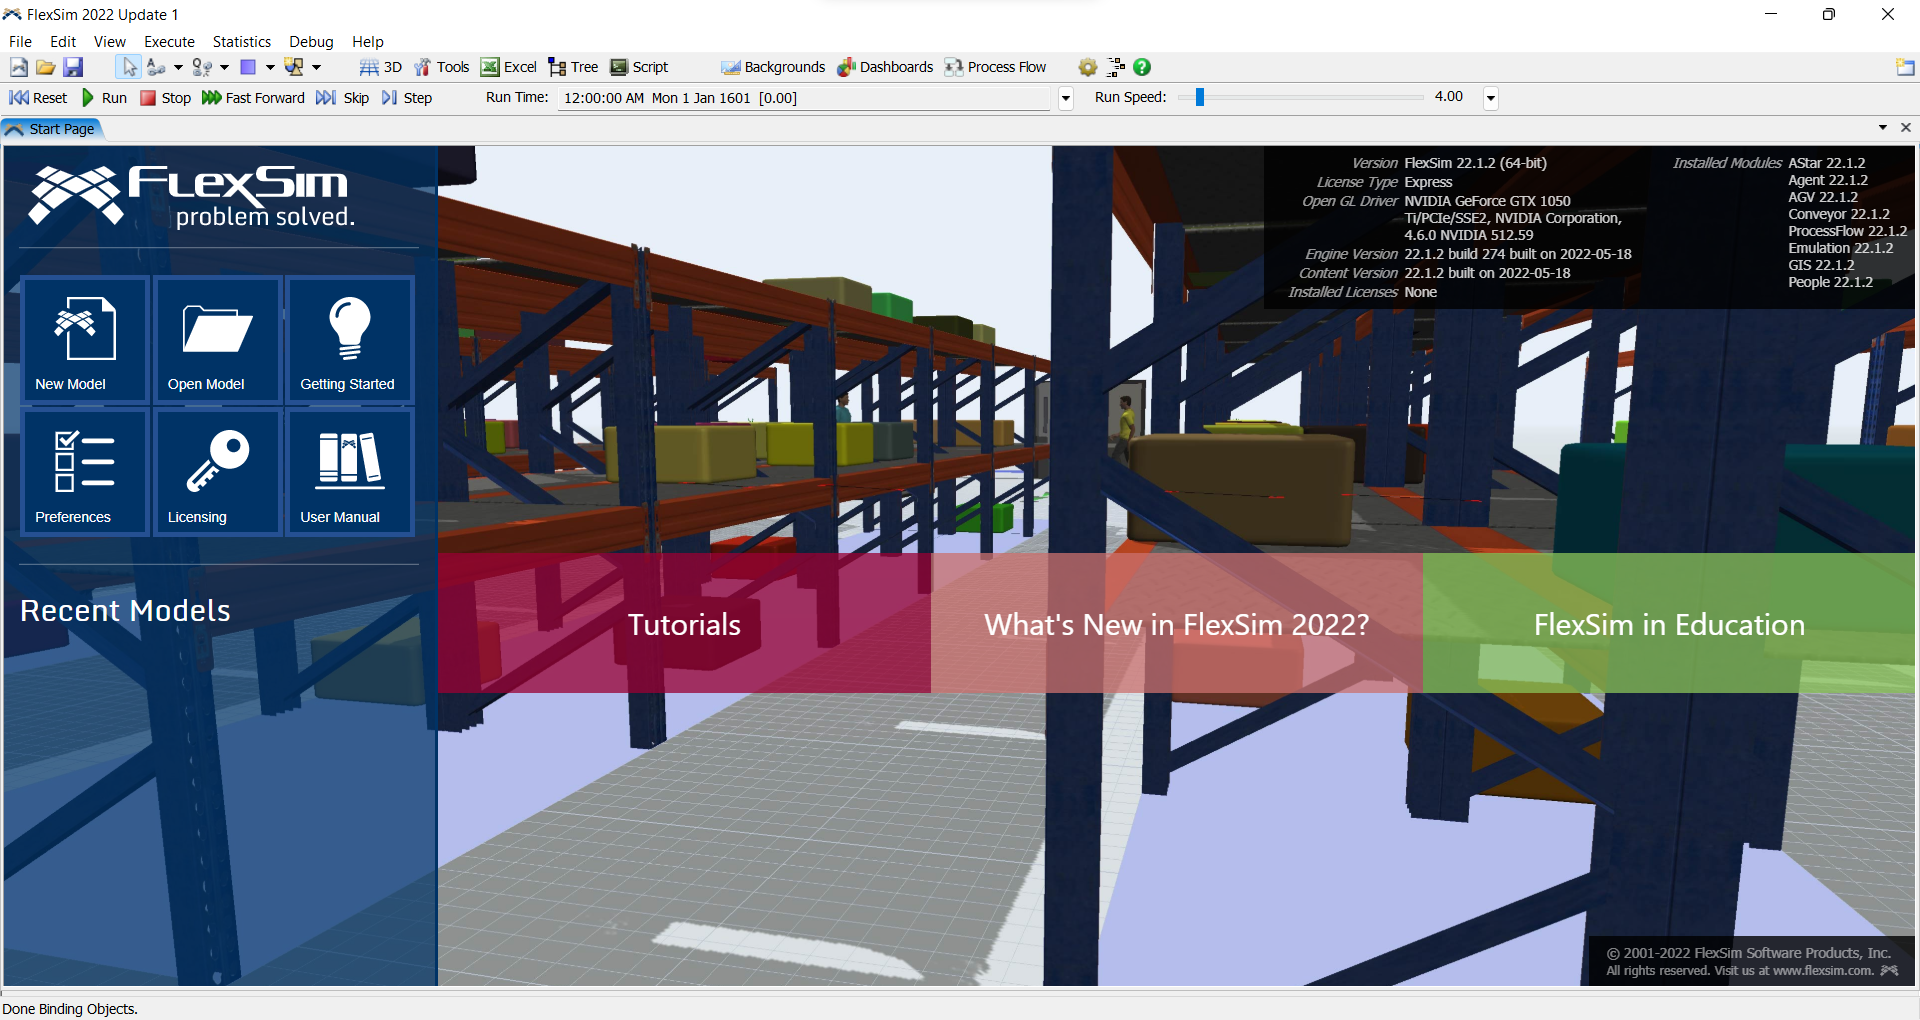 FlexSim 2022 Update 1
File Edit View Execute Statistics Debug Help
3D Tools Excel Tree Script Backgrounds Dashboards Process Flow
Reset Run Stop Fast Forward Skip Step Run Time: 12:00:00 AM Mon 1 Jan 1601 [0.00] Run Speed: 4.00
Start Page
FlexSim
problem solved.
New Model Open Model Getting Started
Preferences Licensing User Manual
Recent Models
Version FlexSim 22.1.2 (64-bit)
License Type Express
Open GL Driver NVIDIA GeForce GTX 1050
Ti/PCIe/SSE2, NVIDIA Corporation,
4.6.0 NVIDIA 512.59
Engine Version 22.1.2 build 274 built on 2022-05-18
Content Version 22.1.2 built on 2022-05-18
Installed Licenses None
Installed Modules AStar 22.1.2
Agent 22.1.2
AGV 22.1.2
Conveyor 22.1.2
ProcessFlow 22.1.2
Emulation 22.1.2
GIS 22.1.2
People 22.1.2
Tutorials
What's New in FlexSim 2022?
FlexSim in Education
© 2001-2022 FlexSim Software Products, Inc.
All rights reserved. Visit us at www.flexsim.com.
Done Binding Objects.